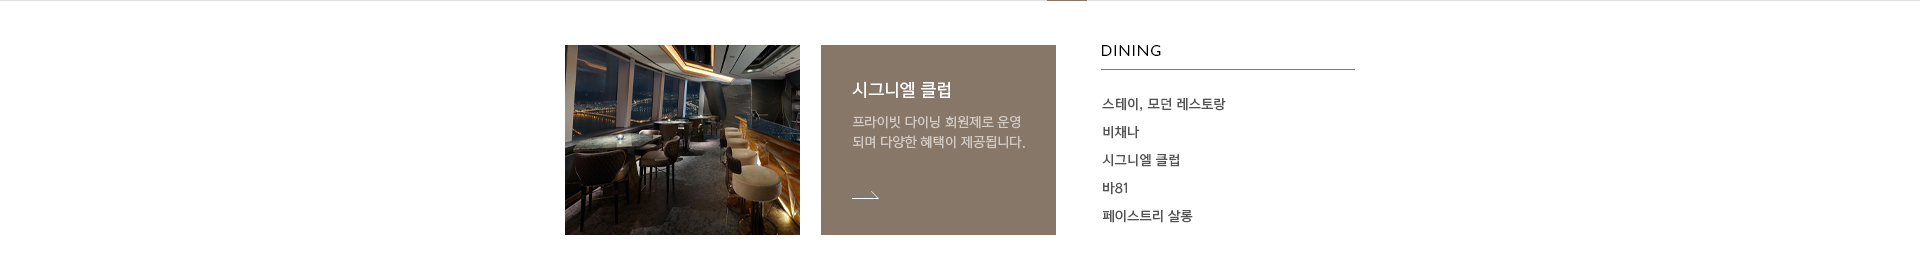 시그니엘 클럽
프라이빗 다이닝 회원제로 운영
되며 다양한 혜택이 제공됩니다.
DINING
스테이, 모던 레스토랑
비채나
시그니엘 클럽
바81
페이스트리 살롱